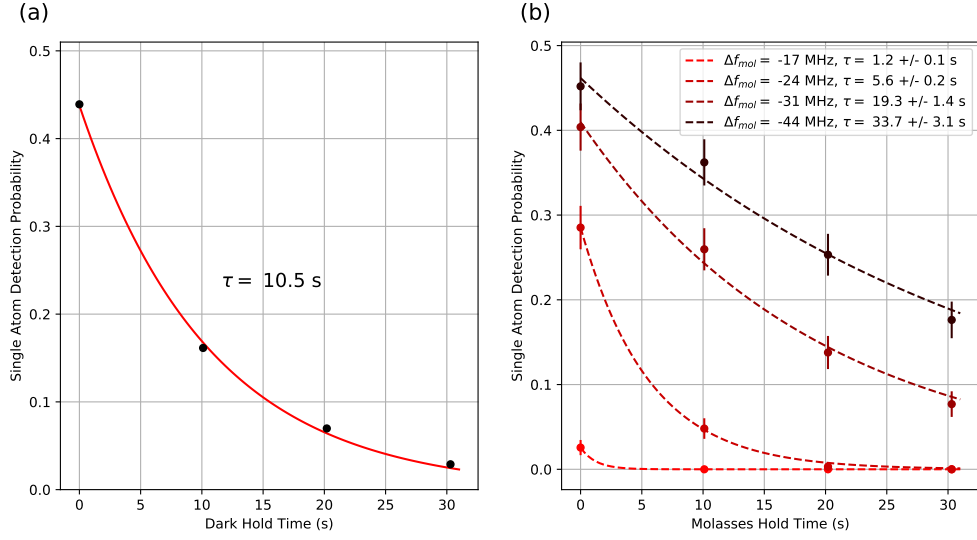 (a)
0.5
0.4
0.3
0.2
0.1
0.0
Single Atom Detection Probability
τ = 10.5 s
0 5 10 15 20 25 30
Dark Hold Time (s)
(b)
0.5
0.4
0.3
0.2
0.1
0.0
Single Atom Detection Probability
Δf_mol = -17 MHz, τ = 1.2 +/- 0.1 s
Δf_mol = -24 MHz, τ = 5.6 +/- 0.2 s
Δf_mol = -31 MHz, τ = 19.3 +/- 1.4 s
Δf_mol = -44 MHz, τ = 33.7 +/- 3.1 s
0 5 10 15 20 25 30
Molasses Hold Time (s)